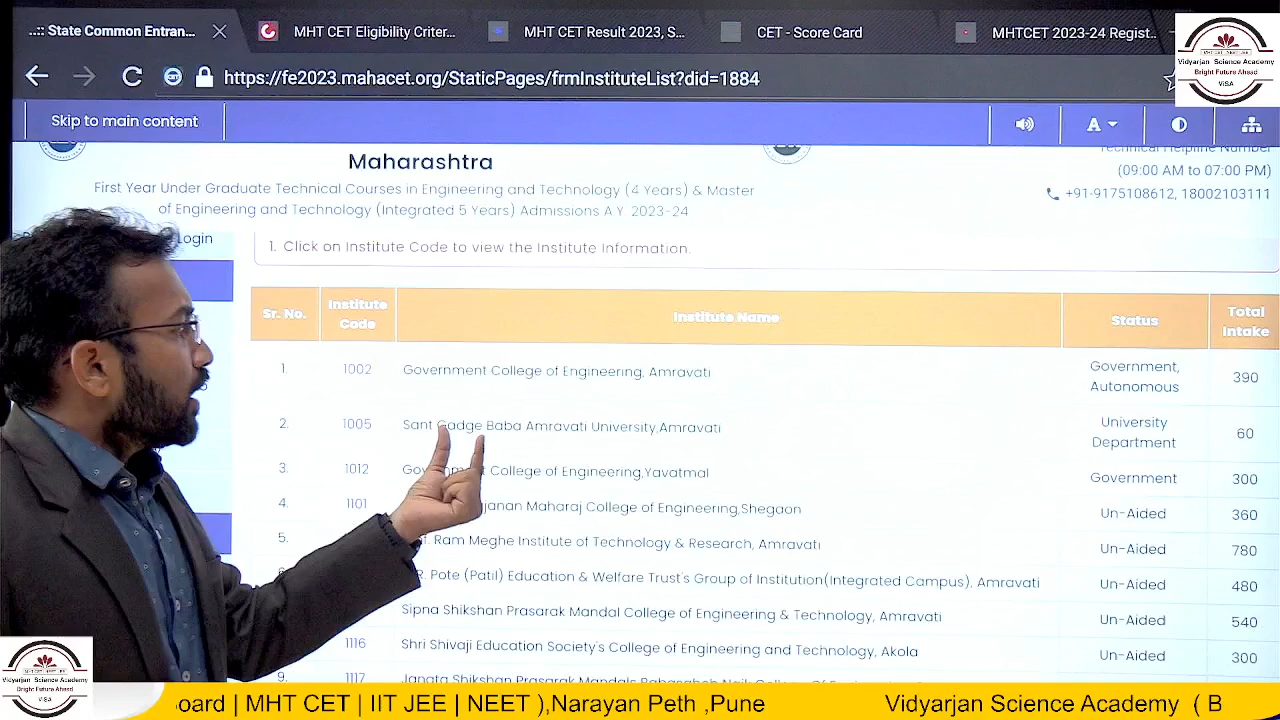 ..:: State Common Entran...
MHT CET Eligibility Criter...
MHT CET Result 2023, S...
CET - Score Card
MHTCET 2023-24 Regist..
https://fe2023.mahacet.org/StaticPages/frmInstituteList?did=1884
Vidyarjan Science Academy
Bright Future Ahead
ViSA
Skip to main content
A
Maharashtra
Technical Helpline Number
(09:00 AM to 07:00 PM)
+91-9175108612, 18002103111
First Year Under Graduate Technical Courses in Engineering and Technology (4 Years) & Master
of Engineering and Technology (Integrated 5 Years) Admissions A.Y. 2023-24
Login
1. Click on Institute Code to view the Institute Information.
Sr. No. Institute Code Institute Name Status Total Intake
1. 1002 Government College of Engineering, Amravati Government, Autonomous 390
2. 1005 Sant Gadge Baba Amravati University,Amravati University Department 60
3. 1012 Government College of Engineering,Yavatmal Government 300
4. 1101 janan Maharaj College of Engineering,Shegaon Un-Aided 360
5. Ram Meghe Institute of Technology & Research, Amravati Un-Aided 780
R. Pote (Patil) Education & Welfare Trust's Group of Institution(Integrated Campus), Amravati Un-Aided 480
Sipna Shikshan Prasarak Mandal College of Engineering & Technology, Amravati Un-Aided 540
1116 Shri Shivaji Education Society's College of Engineering and Technology, Akola Un-Aided 300
9. 1117
Vidyarjan Science Academy
Bright Future Ahead
ViSA
oard | MHT CET | IIT JEE | NEET ),Narayan Peth ,Pune Vidyarjan Science Academy ( B